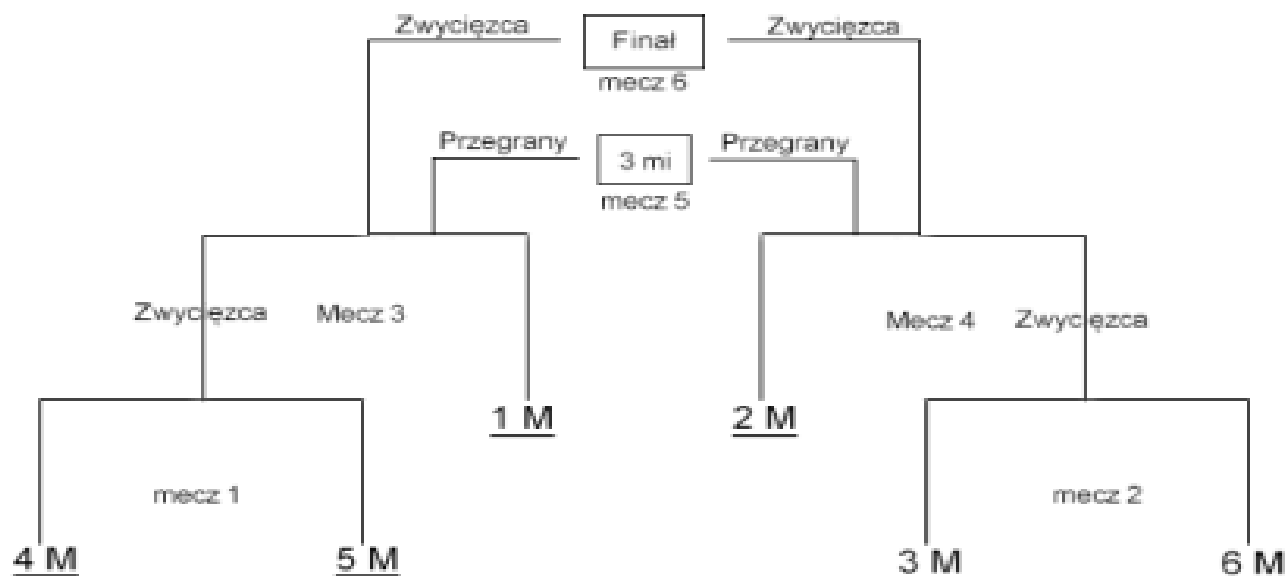 Zwycięzca Finał Zwycięzca
mecz 6
Przegrany 3 mi Przegrany
mecz 5
Zwycięzca Mecz 3 Mecz 4 Zwycięzca
1 M 2 M
mecz 1 mecz 2
4 M 5 M 3 M 6 M